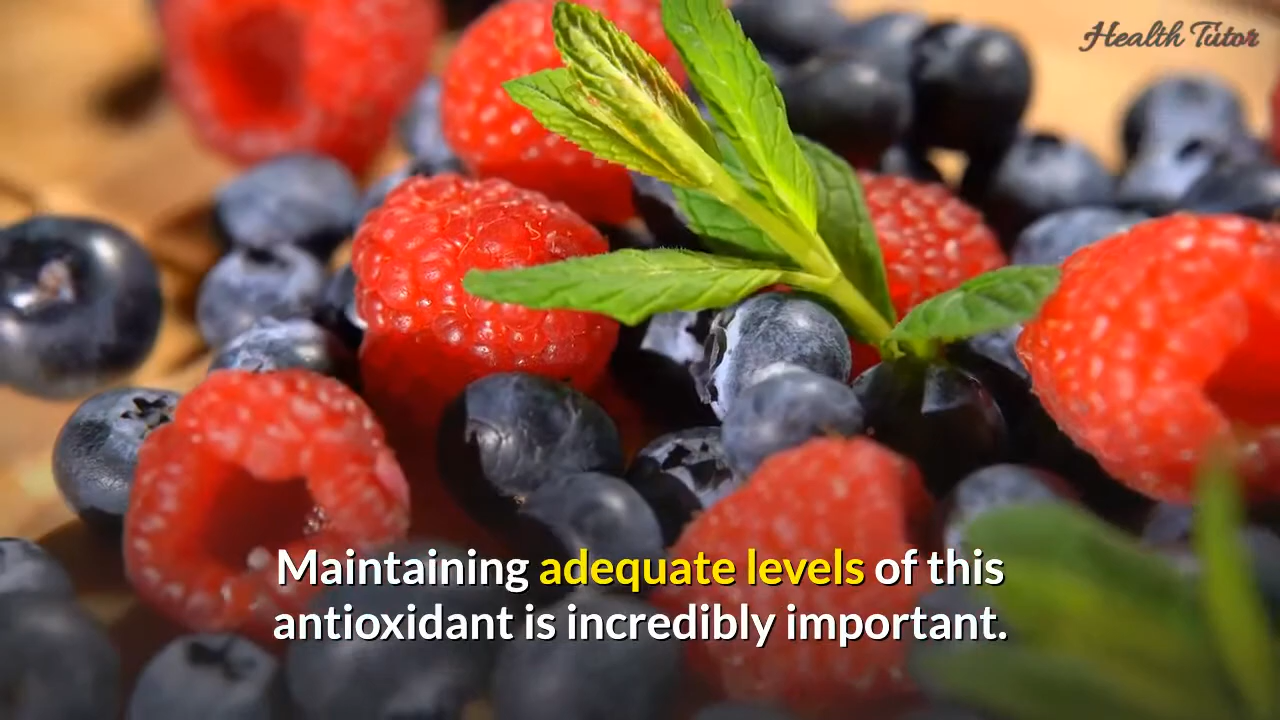 Health Tutor
Maintaining adequate levels of this
antioxidant is incredibly important.